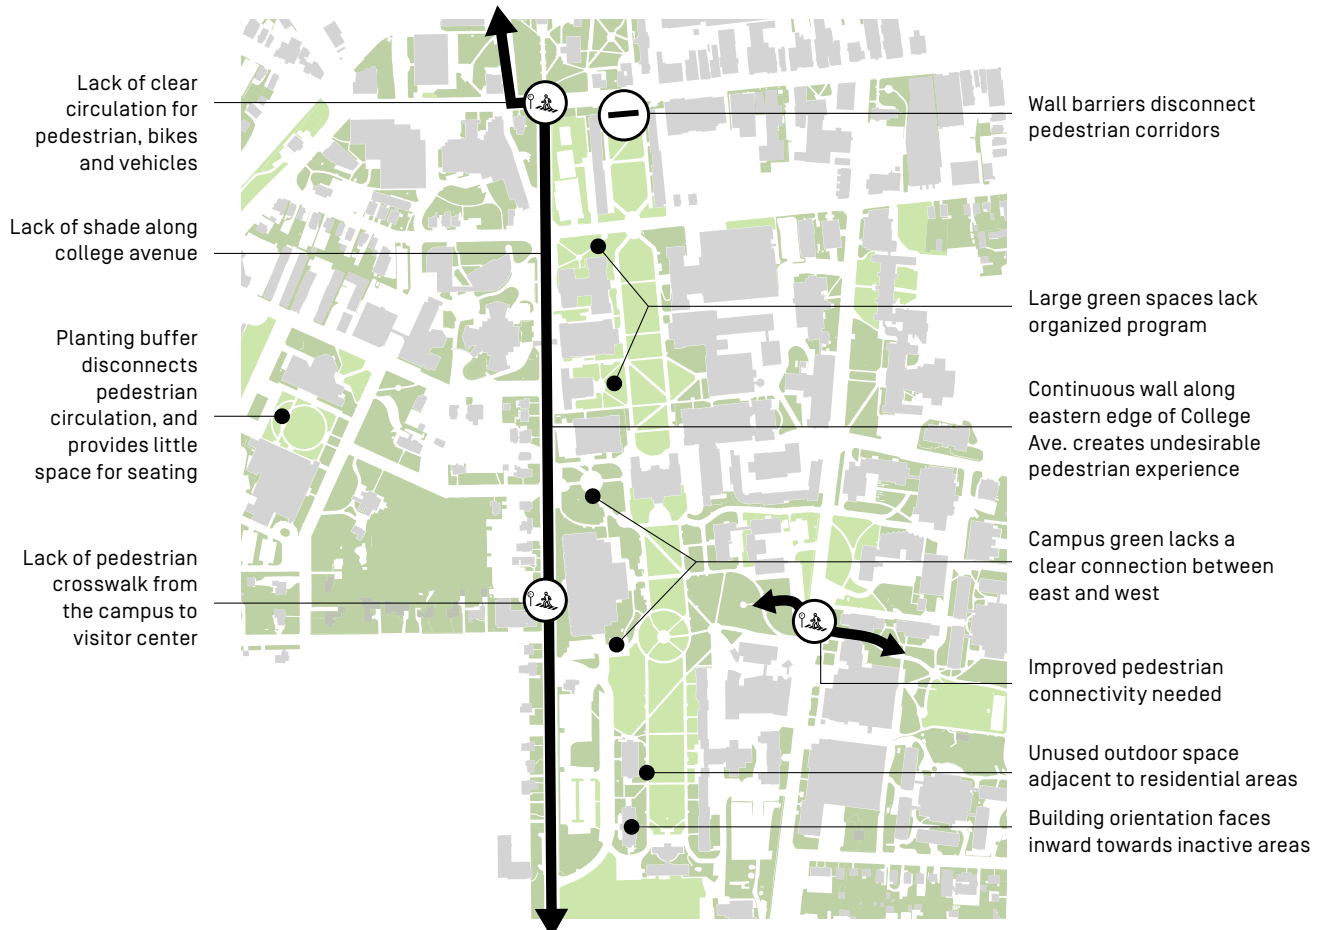 Lack of clear
circulation for
pedestrian, bikes
and vehicles
Lack of shade along
college avenue
Planting buffer
disconnects
pedestrian
circulation, and
provides little
space for seating
Lack of pedestrian
crosswalk from
the campus to
visitor center
Wall barriers disconnect
pedestrian corridors
Large green spaces lack
organized program
Continuous wall along
eastern edge of College
Ave. creates undesirable
pedestrian experience
Campus green lacks a
clear connection between
east and west
Improved pedestrian
connectivity needed
Unused outdoor space
adjacent to residential areas
Building orientation faces
inward towards inactive areas